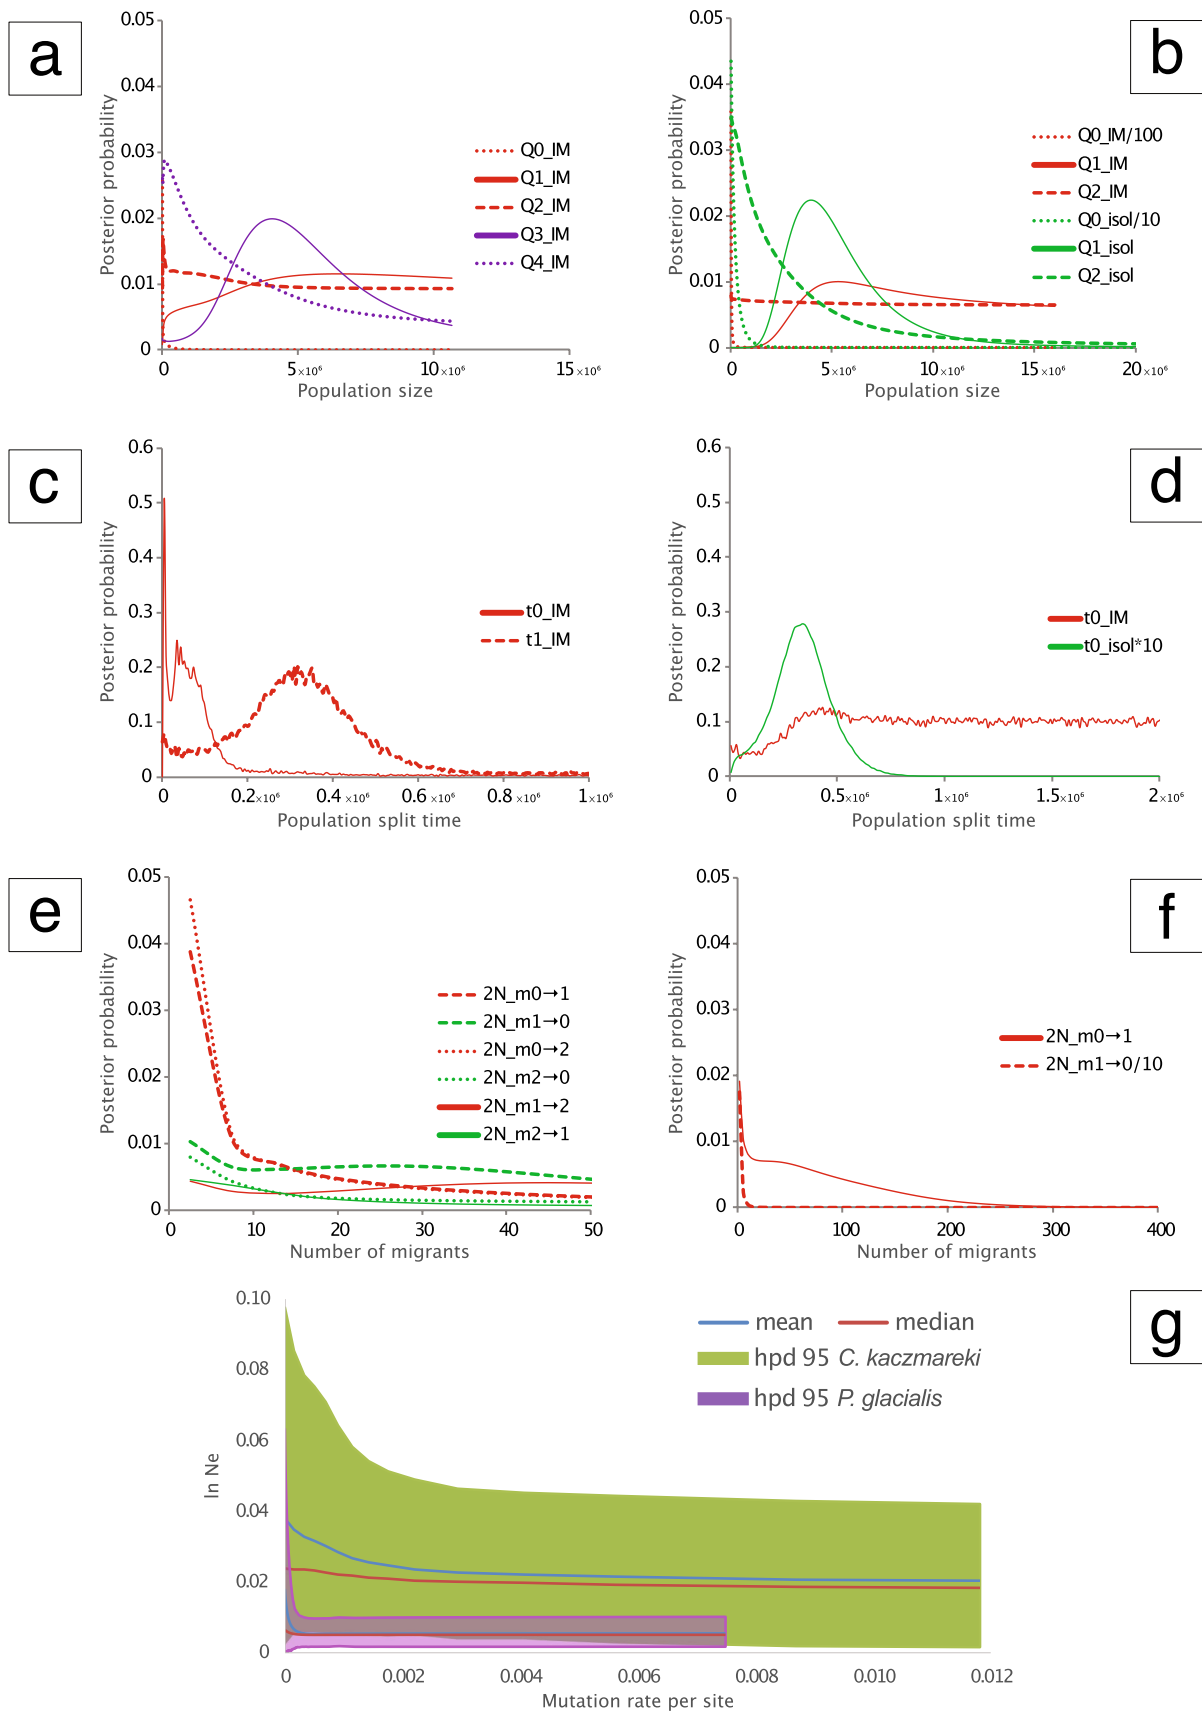 a
0.05
0.04
0.03
0.02
0.01
0
Posterior probability
Q0_IM
Q1_IM
Q2_IM
Q3_IM
Q4_IM
0 5×10⁶ 10×10⁶ 15×10⁶
Population size
b
0.05
0.04
0.03
0.02
0.01
0
Posterior probability
Q0_IM/100
Q1_IM
Q2_IM
Q0_isol/10
Q1_isol
Q2_isol
0 5×10⁶ 10×10⁶ 15×10⁶ 20×10⁶
Population size
c
0.6
0.5
0.4
0.3
0.2
0.1
0
Posterior probability
t0_IM
t1_IM
0 0.2×10⁶ 0.4×10⁶ 0.6×10⁶ 0.8×10⁶ 1×10⁶
Population split time
d
0.6
0.5
0.4
0.3
0.2
0.1
0
Posterior probability
t0_IM
t0_isol*10
0 0.5×10⁶ 1×10⁶ 1.5×10⁶ 2×10⁶
Population split time
e
0.05
0.04
0.03
0.02
0.01
0
Posterior probability
2N_m0→1
2N_m1→0
2N_m0→2
2N_m2→0
2N_m1→2
2N_m2→1
0 10 20 30 40 50
Number of migrants
f
0.05
0.04
0.03
0.02
0.01
0
Posterior probability
2N_m0→1
2N_m1→0/10
0 100 200 300 400
Number of migrants
g
0.10
0.08
0.06
0.04
0.02
0
ln Ne
mean median
hpd 95 C. kaczmareki
hpd 95 P. glacialis
0 0.002 0.004 0.006 0.008 0.010 0.012
Mutation rate per site